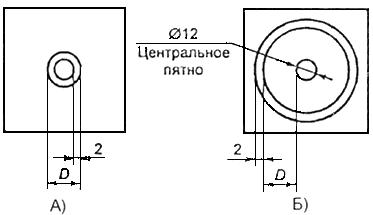 Ø12
Центральное
пятно
2
D
А)
2
D
Б)